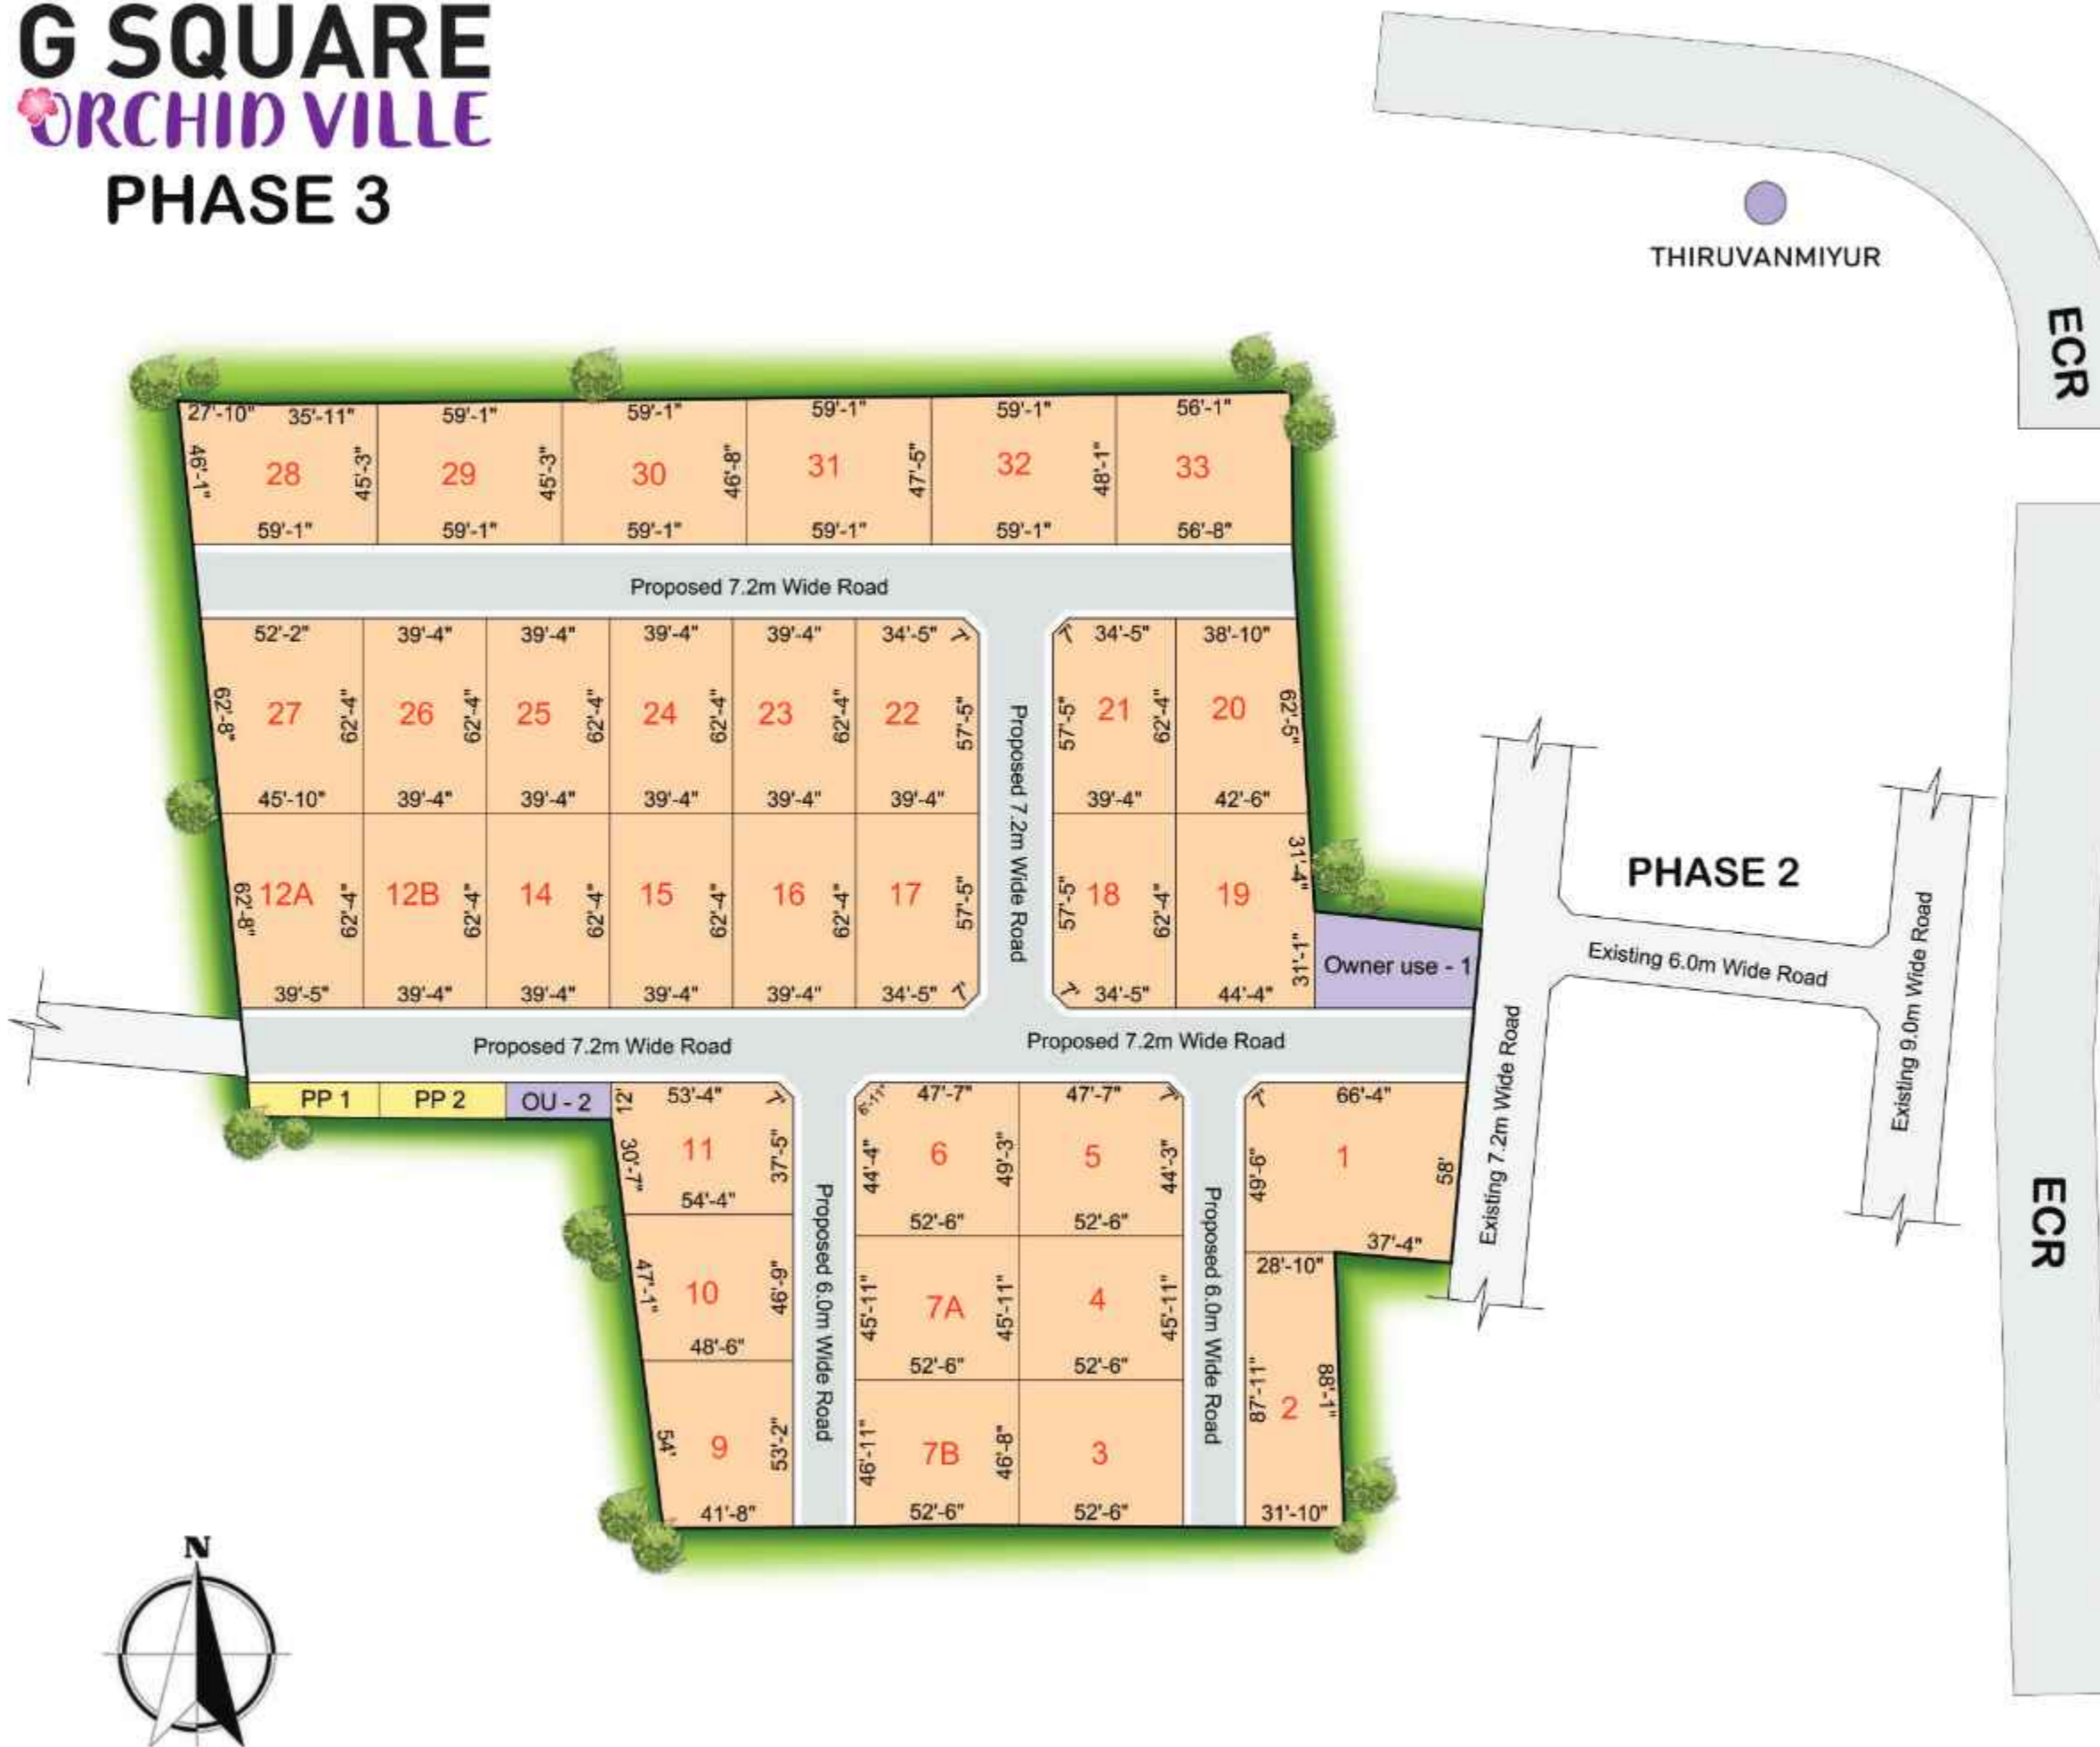 G SQUARE
ORCHID VILLE
PHASE 3
THIRUVANMIYUR
ECR
27'-10" 35'-11" 59'-1" 59'-1" 59'-1" 59'-1" 56'-1"
46'-1" 28 45'-3" 29 45'-3" 30 46'-8" 31 47'-5" 32 48'-1" 33
59'-1" 59'-1" 59'-1" 59'-1" 59'-1" 56'-8"
Proposed 7.2m Wide Road
52'-2" 39'-4" 39'-4" 39'-4" 39'-4" 34'-5" 7' 7' 34'-5" 38'-10"
62'-8" 27 62'-4" 26 62'-4" 25 62'-4" 24 62'-4" 23 62'-4" 22 57'-5" 57'-5" 21 62'-4" 20 62'-5"
45'-10" 39'-4" 39'-4" 39'-4" 39'-4" 39'-4" 39'-4" 42'-6"
Proposed 7.2m Wide Road
62'-8" 12A 62'-4" 12B 62'-4" 14 62'-4" 15 62'-4" 16 62'-4" 17 57'-5" 57'-5" 18 62'-4" 19 31'-4"
31'-1"
39'-5" 39'-4" 39'-4" 39'-4" 39'-4" 34'-5" 7' 7' 34'-5" 44'-4"
Owner use - 1
PHASE 2
Existing 6.0m Wide Road
Existing 7.2m Wide Road
Existing 9.0m Wide Road
ECR
Proposed 7.2m Wide Road Proposed 7.2m Wide Road
PP 1 PP 2 OU - 2 12' 53'-4" 7' 6'-11" 47'-7" 47'-7" 7' 7' 66'-4"
30'-7" 11 37'-5" 44'-4" 6 49'-3" 5 44'-3" 49'-6" 1 58'
54'-4" 52'-6" 52'-6" 37'-4"
28'-10"
Proposed 6.0m Wide Road
Proposed 6.0m Wide Road
47'-1" 10 46'-9" 45'-11" 7A 45'-11" 4 45'-11"
48'-6" 52'-6" 52'-6"
87'-11" 2 88'-1"
54' 9 53'-2" 46'-11" 7B 46'-8" 3
41'-8" 52'-6" 52'-6" 31'-10"
N